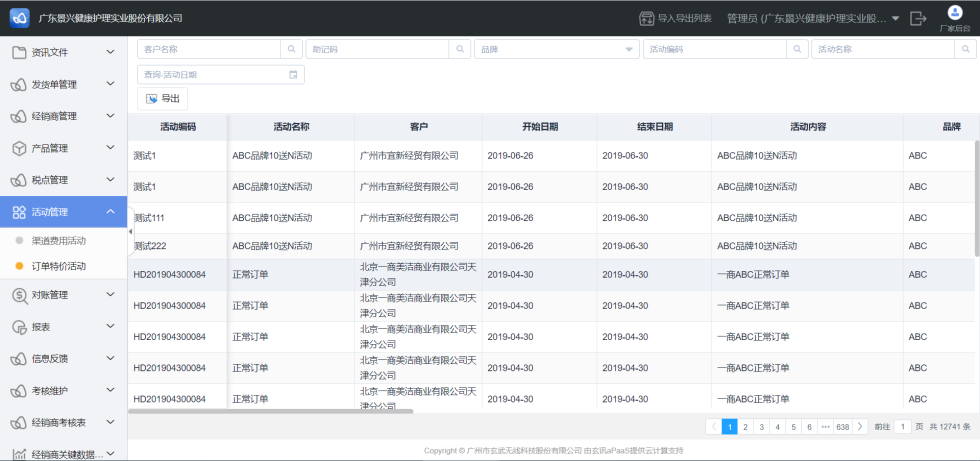 广东景兴健康护理实业股份有限公司
导入导出列表
管理员 (广东景兴健康护理实业股...
厂家后台
资讯文件
发货单管理
经销商管理
产品管理
税点管理
活动管理
渠道费用活动
订单特价活动
对账管理
报表
信息反馈
考核维护
经销商考核表
经销商关键数据...
客户名称 助记码 品牌 活动编码 活动名称
查询-活动日期
导出
活动编码 活动名称 客户 开始日期 结束日期 活动内容 品牌
测试1 ABC品牌10送N活动 广州市宜新经贸有限公司 2019-06-26 2019-06-30 ABC品牌10送N活动 ABC
测试1 ABC品牌10送N活动 广州市宜新经贸有限公司 2019-06-26 2019-06-30 ABC品牌10送N活动 ABC
测试111 ABC品牌10送N活动 广州市宜新经贸有限公司 2019-06-26 2019-06-30 ABC品牌10送N活动 ABC
测试222 ABC品牌10送N活动 广州市宜新经贸有限公司 2019-06-26 2019-06-30 ABC品牌10送N活动 ABC
HD201904300084 正常订单 北京一商美洁商业有限公司天津分公司 2019-04-30 2019-04-30 一商ABC正常订单 ABC
HD201904300084 正常订单 北京一商美洁商业有限公司天津分公司 2019-04-30 2019-04-30 一商ABC正常订单 ABC
HD201904300084 正常订单 北京一商美洁商业有限公司天津分公司 2019-04-30 2019-04-30 一商ABC正常订单 ABC
HD201904300084 正常订单 北京一商美洁商业有限公司天津分公司 2019-04-30 2019-04-30 一商ABC正常订单 ABC
HD201904300084 正常订单 北京一商美洁商业有限公司天津分公司 2019-04-30 2019-04-30 一商ABC正常订单 ABC
1 2 3 4 5 6 ··· 638 前往 1 页 共 12741 条
Copyright © 广州市玄武无线科技股份有限公司 由玄讯aPaaS提供云计算支持